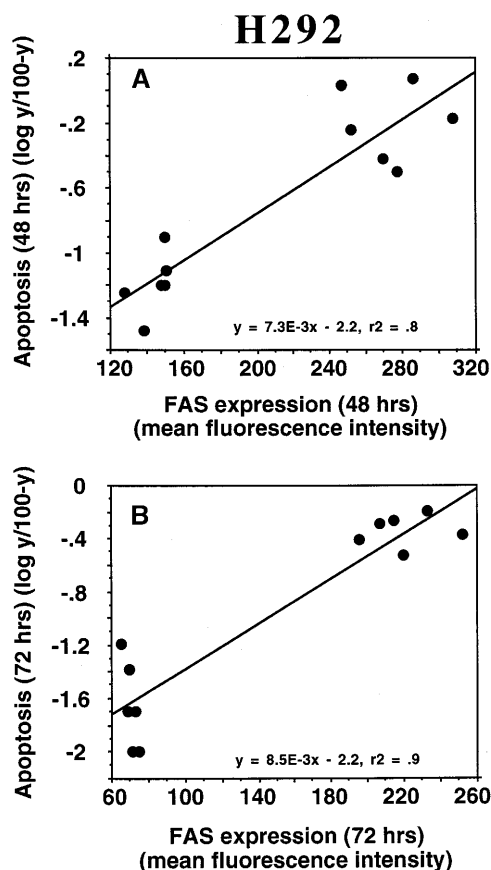 H292
A
.2
-.2
-.6
-1
-1.4
Apoptosis (48 hrs) (log y/100-y)
y = 7.3E-3x - 2.2, r2 = .8
120 160 200 240 280 320
FAS expression (48 hrs)
(mean fluorescence intensity)
B
0
-.4
-.8
-1.2
-1.6
-2
Apoptosis (72 hrs) (log y/100-y)
y = 8.5E-3x - 2.2, r2 = .9
60 100 140 180 220 260
FAS expression (72 hrs)
(mean fluorescence intensity)